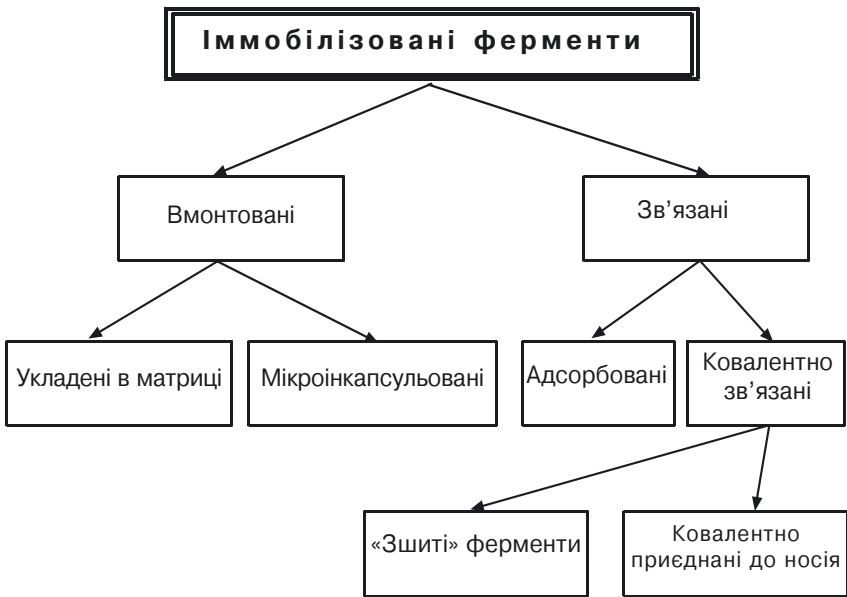 Іммобілізовані ферменти
Вмонтовані
Зв’язані
Укладені в матриці
Мікроінкапсульовані
Адсорбовані
Ковалентно
зв’язані
«Зшиті» ферменти
Ковалентно
приєднані до носія